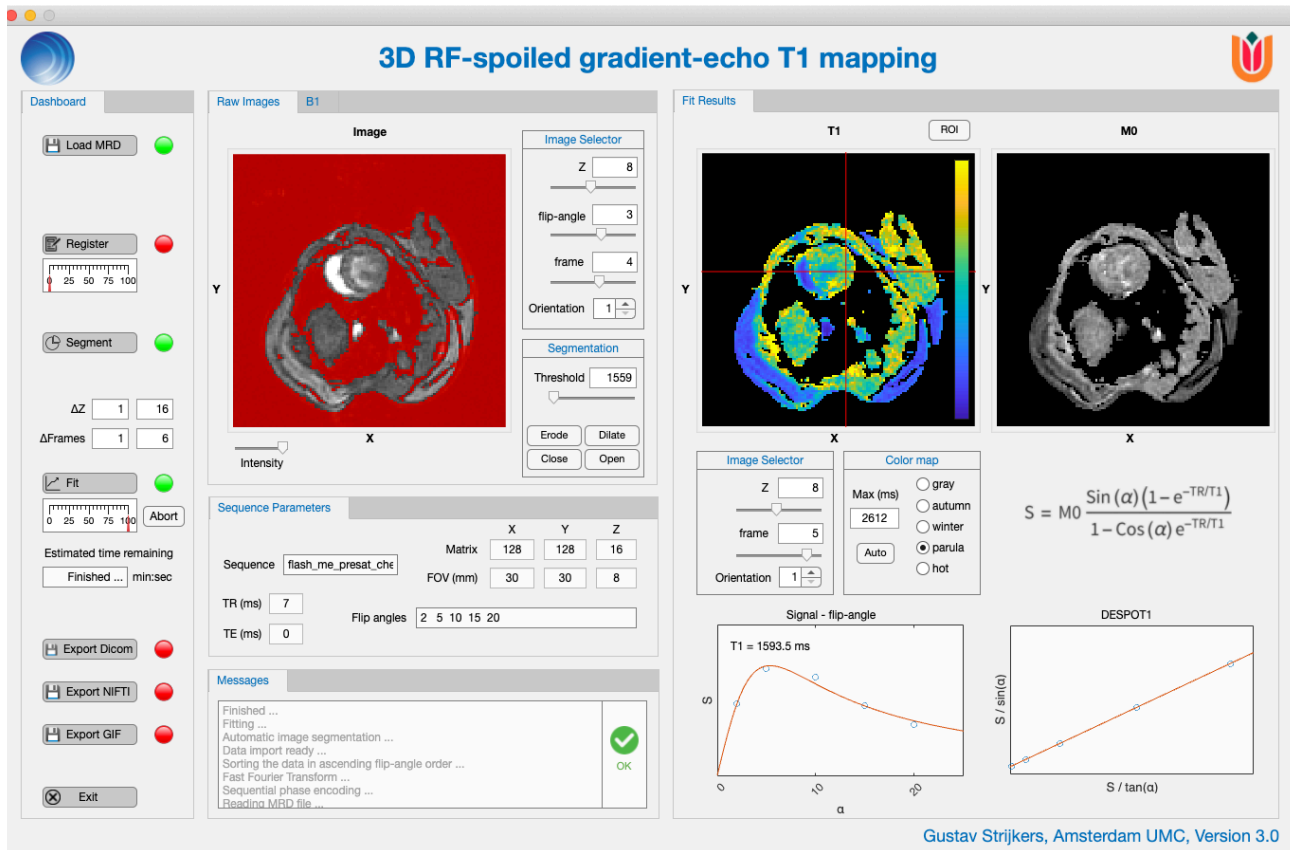 3D RF-spoiled gradient-echo T1 mapping
Dashboard
Load MRD
Register
0 25 50 75 100
Segment
ΔZ 1 16
ΔFrames 1 6
Fit
0 25 50 75 100
Abort
Estimated time remaining
Finished ... min:sec
Export Dicom
Export NIFTI
Export GIF
Exit
Raw Images B1
Image
Y
X
Intensity
Image Selector
Z 8
flip-angle 3
frame 4
Orientation 1
Segmentation
Threshold 1559
Erode Dilate
Close Open
Sequence Parameters
X Y Z
Matrix 128 128 16
Sequence flash_me_presat_che
FOV (mm) 30 30 8
TR (ms) 7
Flip angles 2 5 10 15 20
TE (ms) 0
Messages
Finished ...
Fitting ...
Automatic image segmentation ...
Data import ready ...
Sorting the data in ascending flip-angle order ...
Fast Fourier Transform ...
Sequential phase encoding ...
Reading MRD file ...
OK
Fit Results
T1 ROI M0
Y Y
X X
Image Selector
Z 8
frame 5
Orientation 1
Color map
Max (ms)
2612
Auto
gray
autumn
winter
parula
hot
S = M0 Sin (α) (1 − e^−TR/T1) / 1 − Cos (α) e^−TR/T1
Signal - flip-angle
T1 = 1593.5 ms
S
0 10 20
α
DESPOT1
S / sin(α)
S / tan(α)
Gustav Strijkers, Amsterdam UMC, Version 3.0